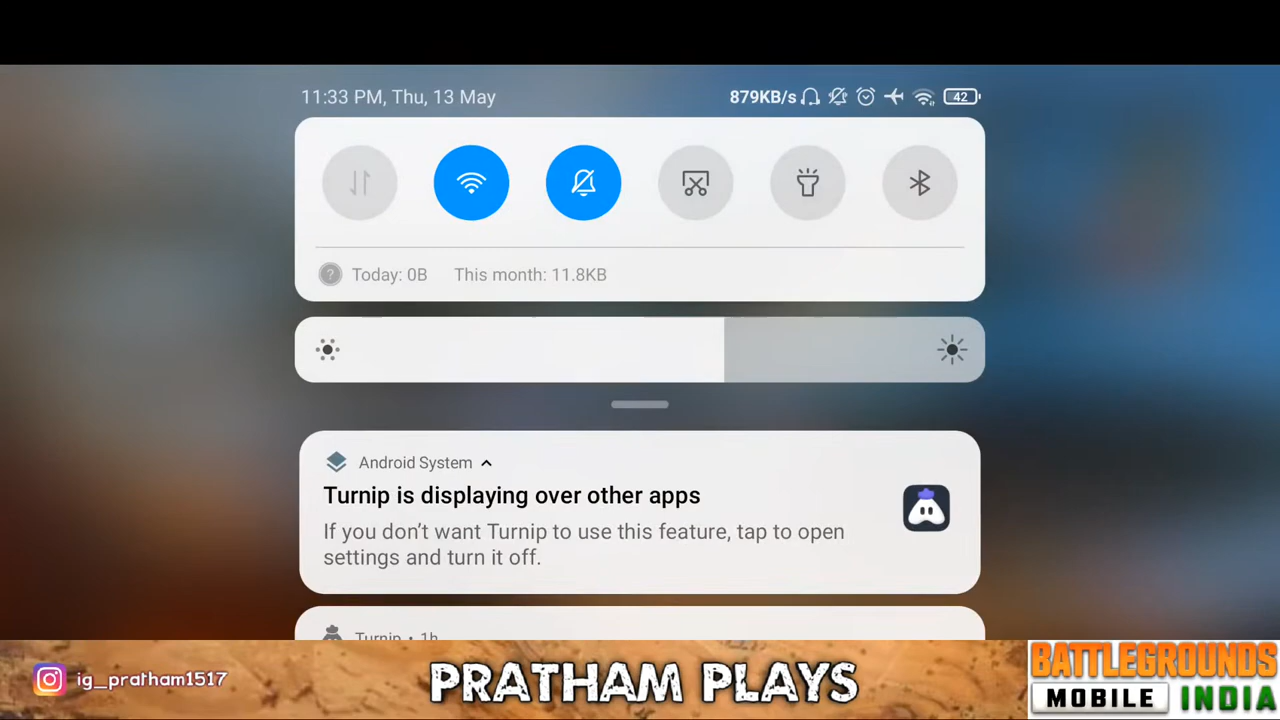 11:33 PM, Thu, 13 May
879KB/s
42
Today: 0B This month: 11.8KB
Android System
Turnip is displaying over other apps
If you don't want Turnip to use this feature, tap to open
settings and turn it off.
Turnip • 1h
ig_pratham1517
PRATHAM PLAYS
BATTLEGROUNDS
MOBILE INDIA